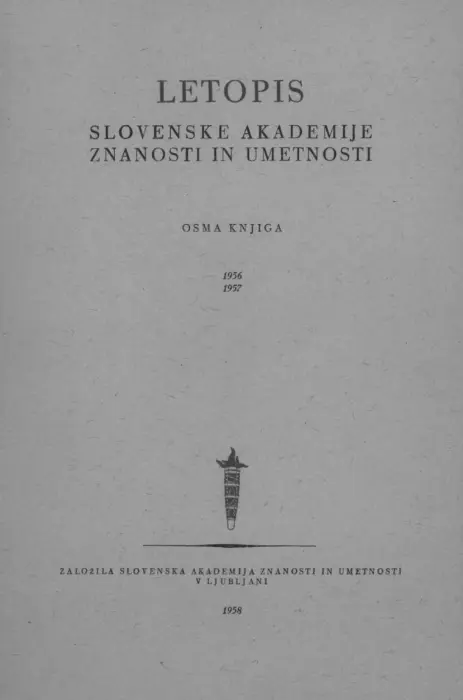 LETOPIS
SLOVENSKE AKADEMIJE
ZNANOSTI IN UMETNOSTI
OSMA KNJIGA
1956
1957
ZALOŽILA SLOVENSKA AKADEMIJA ZNANOSTI IN UMETNOSTI
V LJUBLJANI
1958